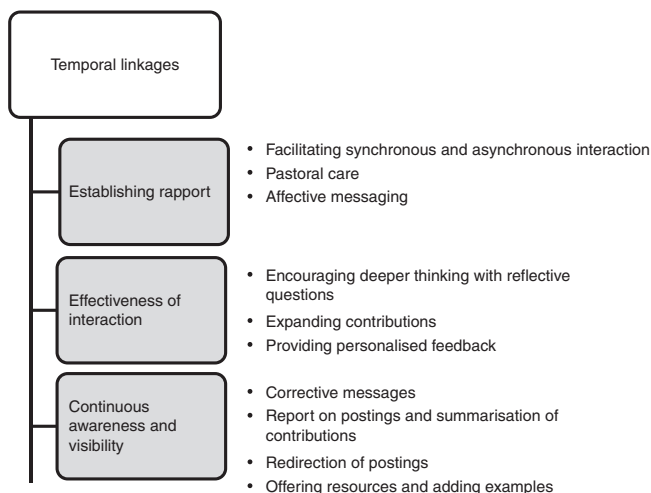 Temporal linkages
Establishing rapport
• Facilitating synchronous and asynchronous interaction
• Pastoral care
• Affective messaging
Effectiveness of
interaction
• Encouraging deeper thinking with reflective
questions
• Expanding contributions
• Providing personalised feedback
Continuous
awareness and
visibility
• Corrective messages
• Report on postings and summarisation of
contributions
• Redirection of postings
• Offering resources and adding examples